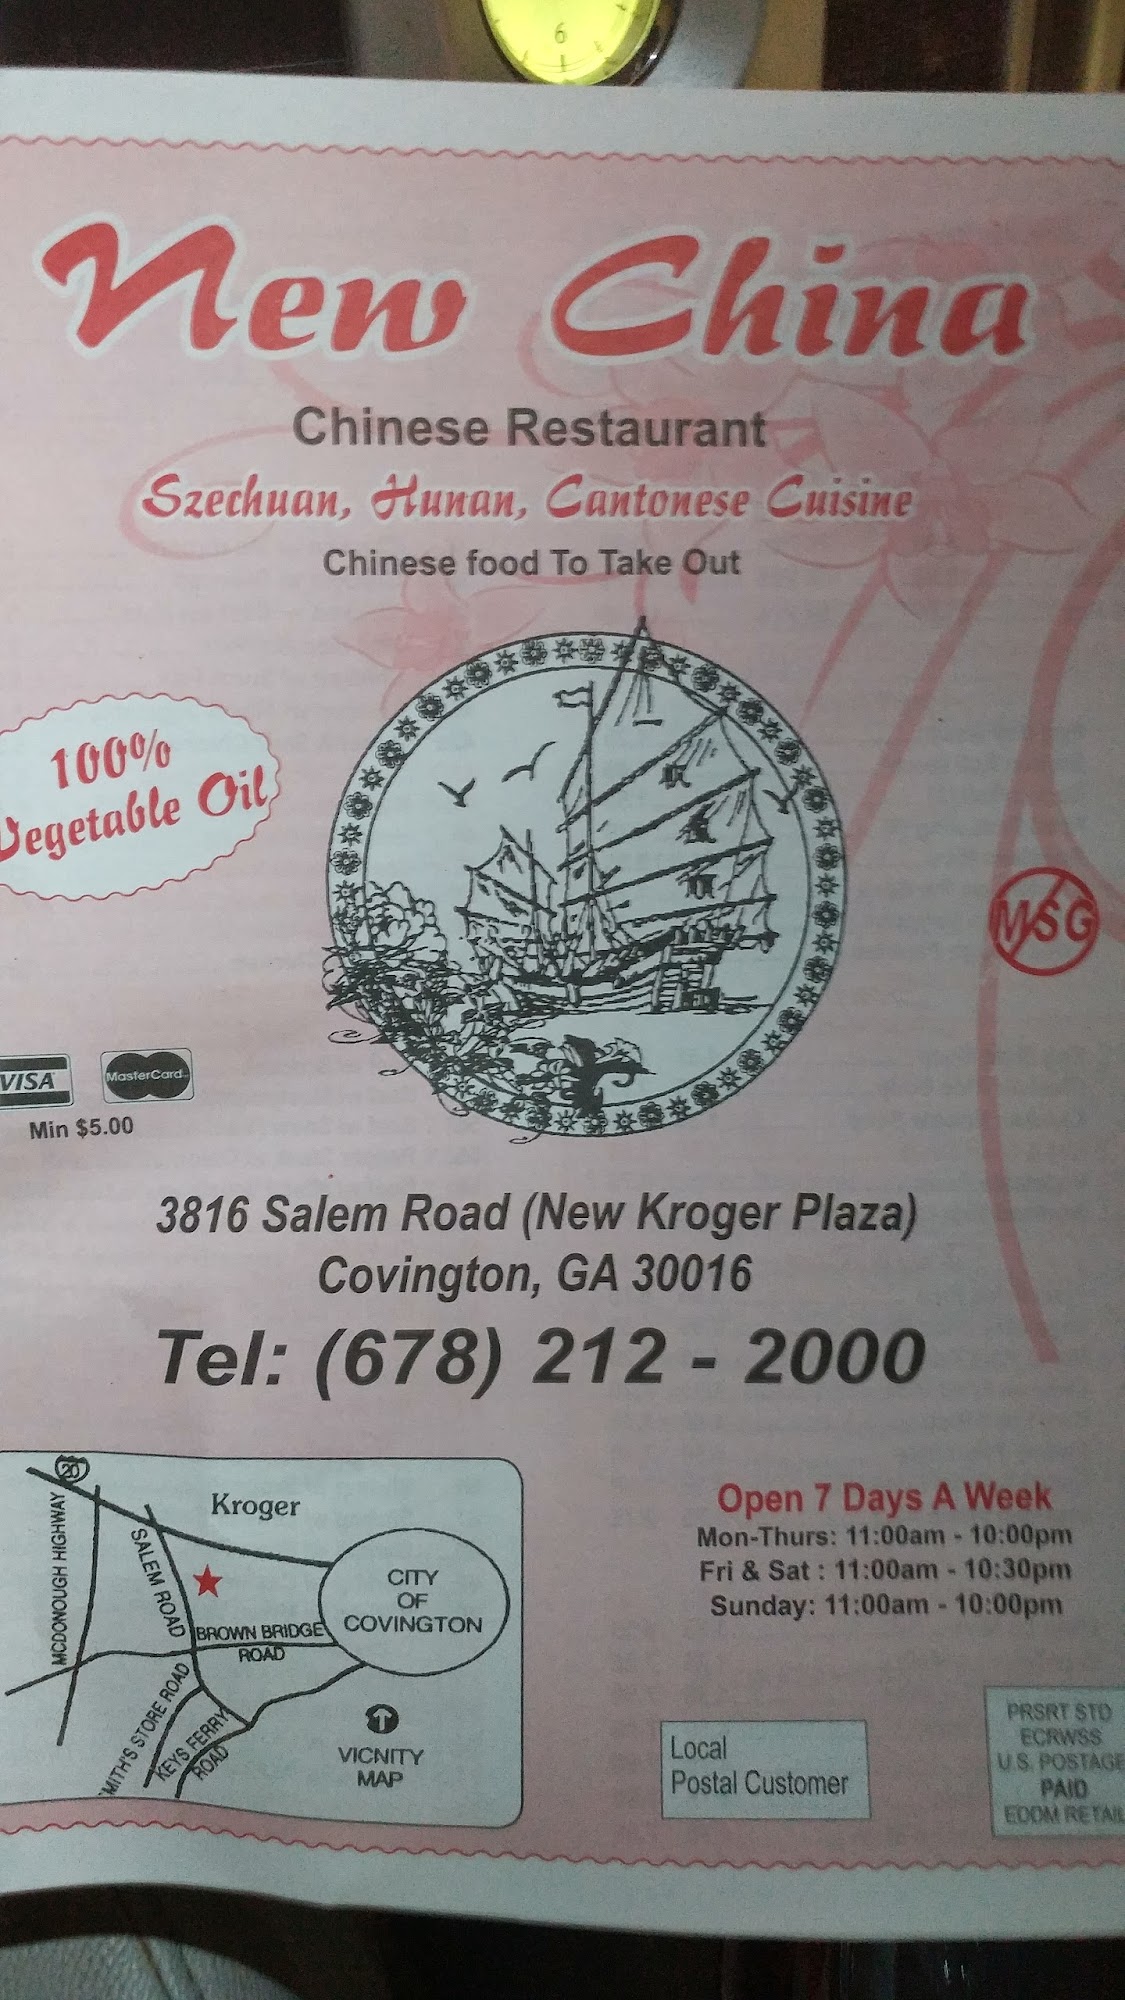 6
New China
Chinese Restaurant
Szechuan, Hunan, Cantonese Cuisine
Chinese food To Take Out
100%
Vegetable Oil
MSG
VISA
MasterCard
Min $5.00
3816 Salem Road (New Kroger Plaza)
Covington, GA 30016
Tel: (678) 212 - 2000
20
MCDONOUGH HIGHWAY
SALEM ROAD
Kroger
CITY
OF
COVINGTON
BROWN BRIDGE
ROAD
MITH'S STORE ROAD
KEYS FERRY
ROAD
VICNITY
MAP
Open 7 Days A Week
Mon-Thurs: 11:00am - 10:00pm
Fri & Sat : 11:00am - 10:30pm
Sunday: 11:00am - 10:00pm
Local
Postal Customer
PRSRT STD
ECRWSS
U.S. POSTAGE
PAID
EDDM RETAIL